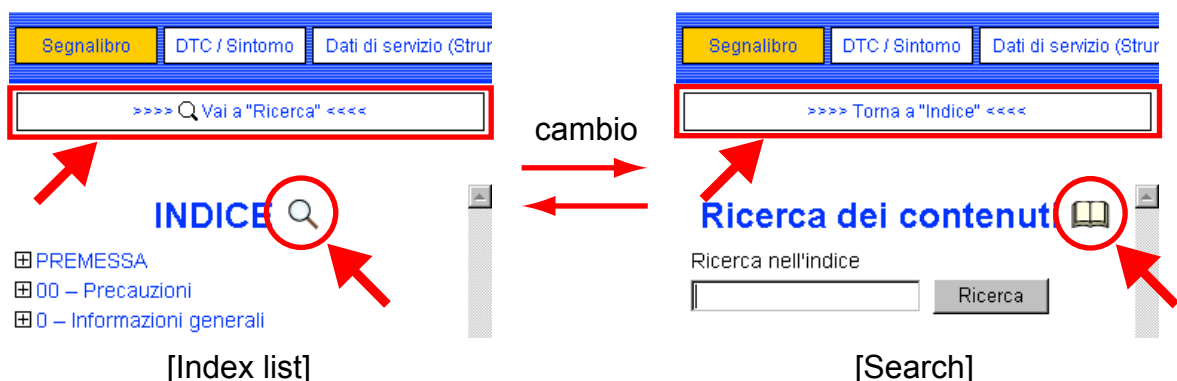 Segnalibro DTC / Sintomo Dati di servizio (Strur
>>>> Vai a "Ricerca" <<<<
INDICE
PREMESSA
00 – Precauzioni
0 – Informazioni generali
[Index list]
cambio
Segnalibro DTC / Sintomo Dati di servizio (Strur
>>>> Torna a "Indice" <<<<
Ricerca dei contenuti
Ricerca nell'indice
Ricerca
[Search]